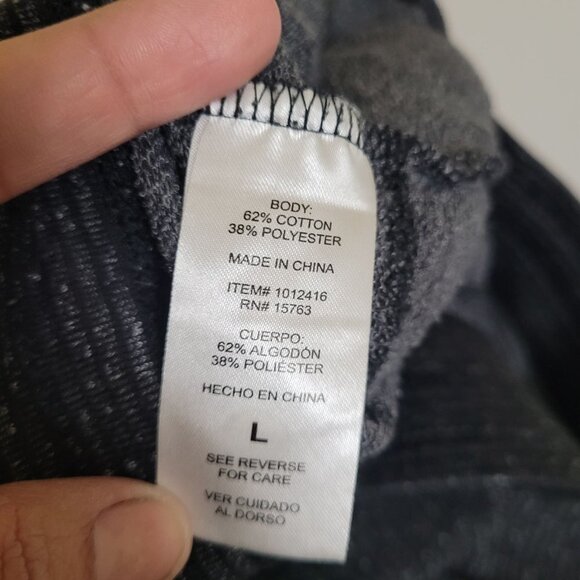 BODY:
62% COTTON
38% POLYESTER
MADE IN CHINA
ITEM# 1012416
RN# 15763
CUERPO:
62% ALGODÓN
38% POLIÉSTER
HECHO EN CHINA
L
SEE REVERSE
FOR CARE
VER CUIDADO
AL DORSO